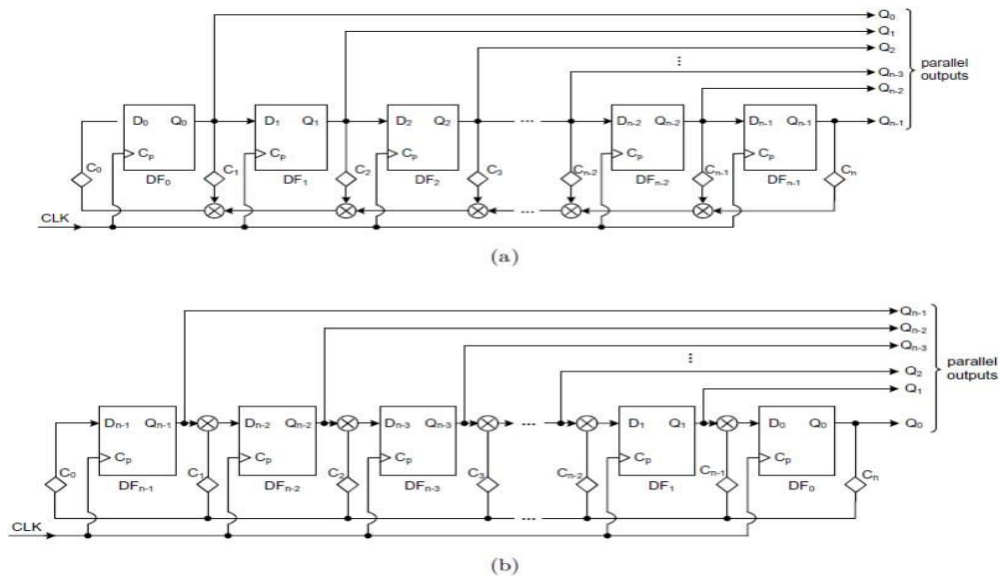 Q0
Q1
Q2
⋮
Qn-3
Qn-2
parallel outputs
D0 Q0 D1 Q1 D2 Q2 ... Dn-2 Qn-2 Dn-1 Qn-1 Qn-1
C0 Cp C1 Cp C2 Cp C3 Cn-2 Cp Cn-1 Cp Cn
DF0 DF1 DF2 DFn-2 DFn-1
...
CLK
(a)
Qn-1
Qn-2
Qn-3
⋮
Q2
Q1
parallel outputs
Dn-1 Qn-1 Dn-2 Qn-2 Dn-3 Qn-3 ... D1 Q1 D0 Q0 Q0
C0 Cp C1 Cp C2 Cp C3 Cn-2 Cp Cn-1 Cp Cn
DFn-1 DFn-2 DFn-3 DF1 DF0
...
CLK
(b)